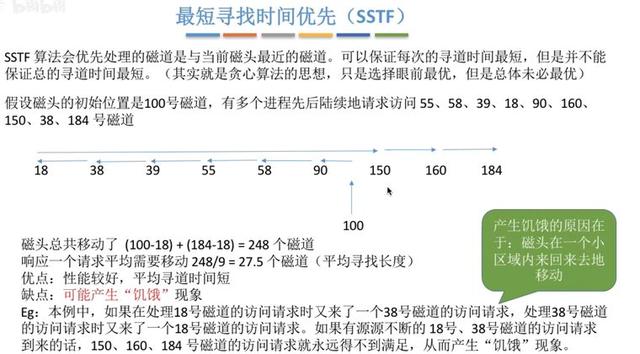 bilibili
最短寻找时间优先（SSTF）
SSTF 算法会优先处理的磁道是与当前磁头最近的磁道。可以保证每次的寻道时间最短，但是并不能
保证总的寻道时间最短。（其实就是贪心算法的思想，只是选择眼前最优，但是总体未必最优）
假设磁头的初始位置是100号磁道，有多个进程先后陆续地请求访问 55、58、39、18、90、160、
150、38、184 号磁道
18 38 39 55 58 90 150 160 184
100
产生饥饿的原因在
于：磁头在一个小
区域内来回来去地
移动
磁头总共移动了 (100-18) + (184-18) = 248 个磁道
响应一个请求平均需要移动 248/9 = 27.5 个磁道（平均寻找长度）
优点：性能较好，平均寻道时间短
缺点：可能产生“饥饿”现象
Eg：本例中，如果在处理18号磁道的访问请求时又来了一个38号磁道的访问请求，处理38号磁道
的访问请求时又来了一个18号磁道的访问请求。如果有源源不断的 18号、38号磁道的访问请求
到来的话，150、160、184 号磁道的访问请求就永远得不到满足，从而产生“饥饿”现象。